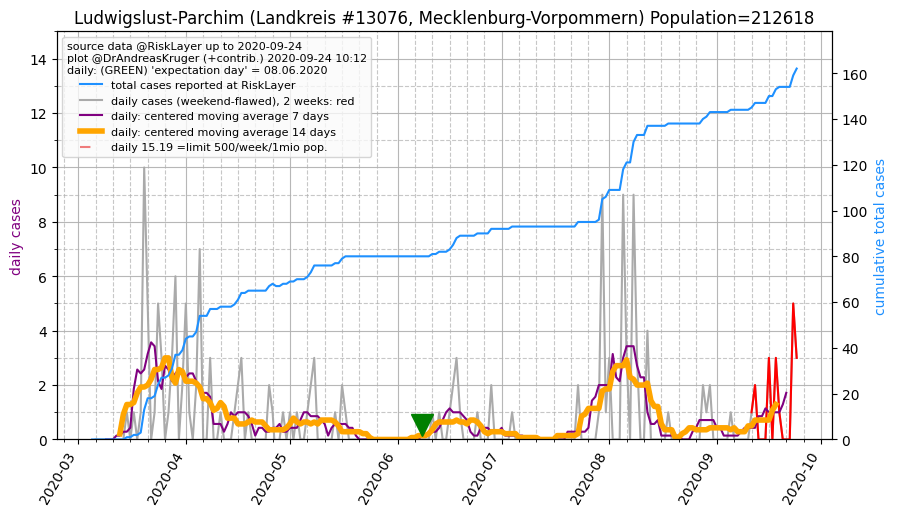 Ludwigslust-Parchim (Landkreis #13076, Mecklenburg-Vorpommern) Population=212618
source data @RiskLayer up to 2020-09-24
plot @DrAndreasKruger (+contrib.) 2020-09-24 10:12
daily: (GREEN) 'expectation day' = 08.06.2020
total cases reported at RiskLayer
daily cases (weekend-flawed), 2 weeks: red
daily: centered moving average 7 days
daily: centered moving average 14 days
daily 15.19 =limit 500/week/1mio pop.
daily cases
14
12
10
8
6
4
2
0
cumulative total cases
160
140
120
100
80
60
40
20
0
2020-03
2020-04
2020-05
2020-06
2020-07
2020-08
2020-09
2020-10